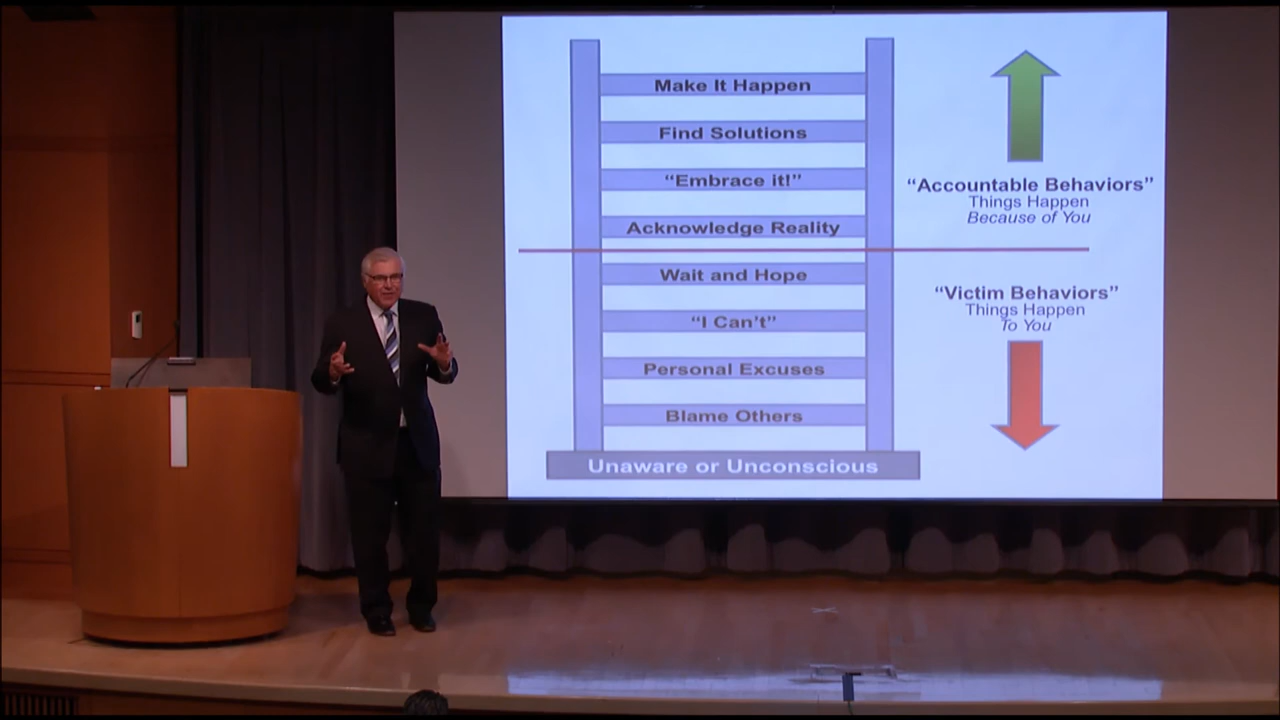 Make It Happen
Find Solutions
“Embrace it!”
Acknowledge Reality
Wait and Hope
“I Can’t”
Personal Excuses
Blame Others
Unaware or Unconscious
“Accountable Behaviors”
Things Happen
Because of You
“Victim Behaviors”
Things Happen
To You